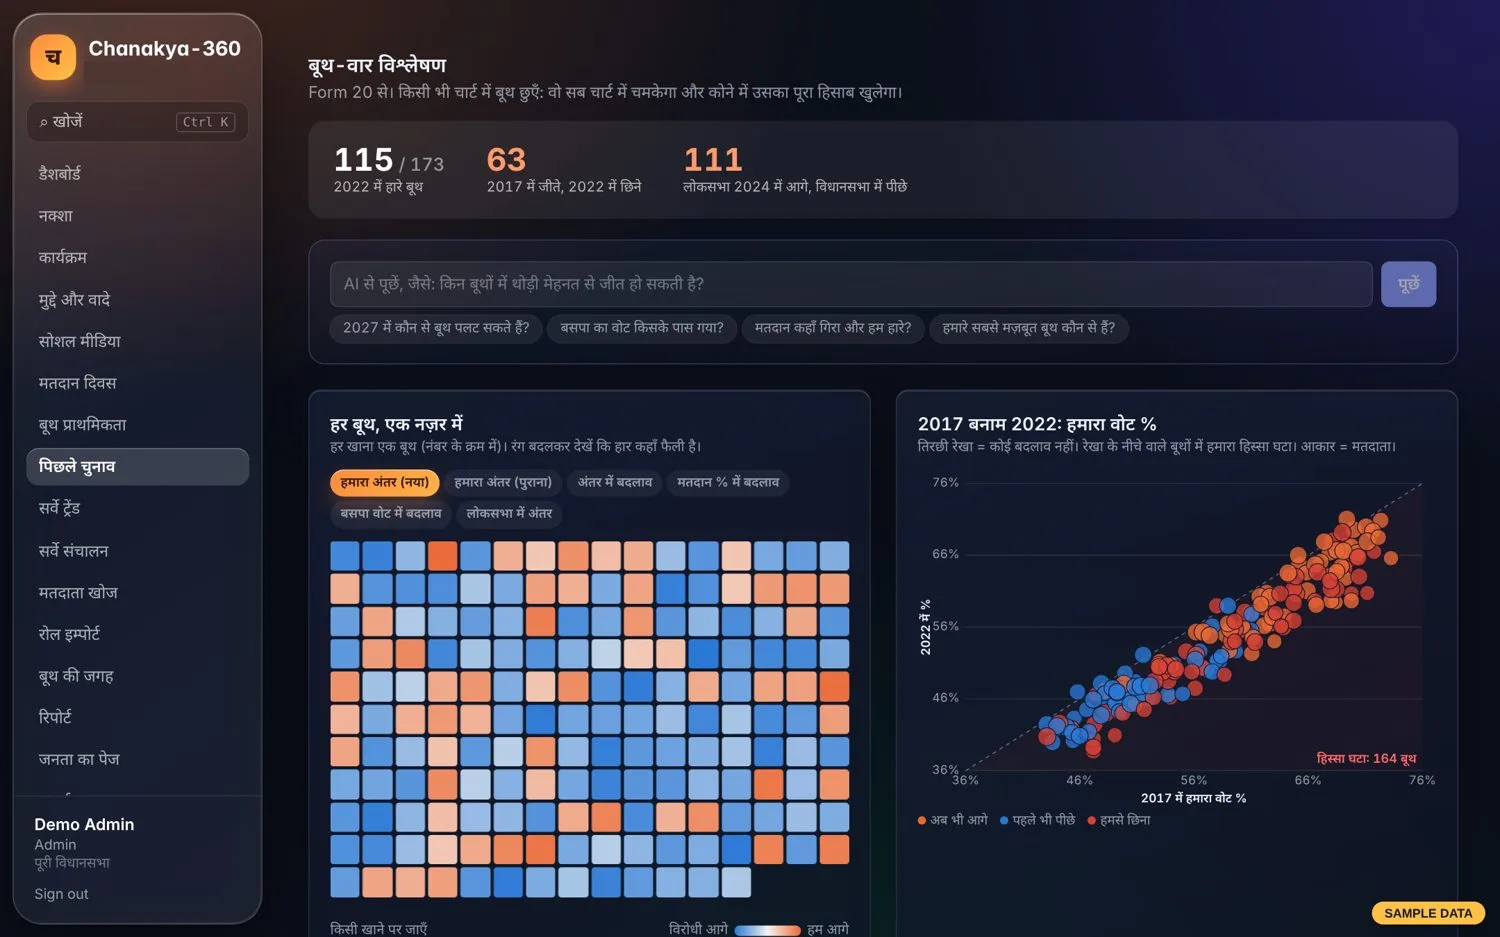 च
Chanakya-360
खोजें
Ctrl K
डैशबोर्ड
नक्शा
कार्यक्रम
मुद्दे और वादे
सोशल मीडिया
मतदान दिवस
बूथ प्राथमिकता
पिछले चुनाव
सर्वे ट्रेंड
सर्वे संचालन
मतदाता खोज
रोल इम्पोर्ट
बूथ की जगह
रिपोर्ट
जनता का पेज
Demo Admin
Admin
पूरी विधानसभा
Sign out
बूथ-वार विश्लेषण
Form 20 से। किसी भी चार्ट में बूथ छुएँ: वो सब चार्ट में चमकेगा और कोने में उसका पूरा हिसाब खुलेगा।
115 / 173
2022 में हारे बूथ
63
2017 में जीते, 2022 में छिने
111
लोकसभा 2024 में आगे, विधानसभा में पीछे
AI से पूछें, जैसे: किन बूथों में थोड़ी मेहनत से जीत हो सकती है?
पूछें
2027 में कौन से बूथ पलट सकते हैं?
बसपा का वोट किसके पास गया?
मतदान कहाँ गिरा और हम हारे?
हमारे सबसे मज़बूत बूथ कौन से हैं?
हर बूथ, एक नज़र में
हर खाना एक बूथ (नंबर के क्रम में)। रंग बदलकर देखें कि हार कहाँ फैली है।
हमारा अंतर (नया)
हमारा अंतर (पुराना)
अंतर में बदलाव
मतदान % में बदलाव
बसपा वोट में बदलाव
लोकसभा में अंतर
किसी खाने पर जाएँ
विरोधी आगे
हम आगे
2017 बनाम 2022: हमारा वोट %
तिरछी रेखा = कोई बदलाव नहीं। रेखा के नीचे वाले बूथों में हमारा हिस्सा घटा। आकार = मतदाता।
76%
66%
56%
46%
36%
2022 में %
हिस्सा घटा: 164 बूथ
36%
46%
56%
66%
76%
2017 में हमारा वोट %
अब भी आगे
पहले भी पीछे
हमसे छिना
SAMPLE DATA